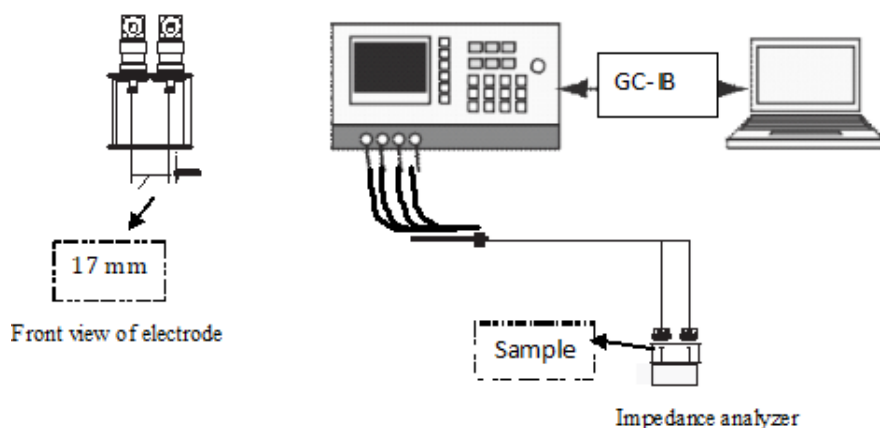 GC-IB
17 mm
Front view of electrode
Sample
Impedance analyzer